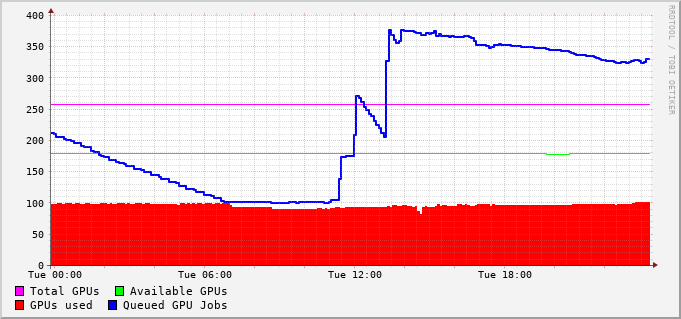 RRDTOOL / TOBI OETIKER
400
350
300
250
200
150
100
50
0
Tue 00:00 Tue 06:00 Tue 12:00 Tue 18:00
Total GPUs Available GPUs
GPUs used Queued GPU Jobs